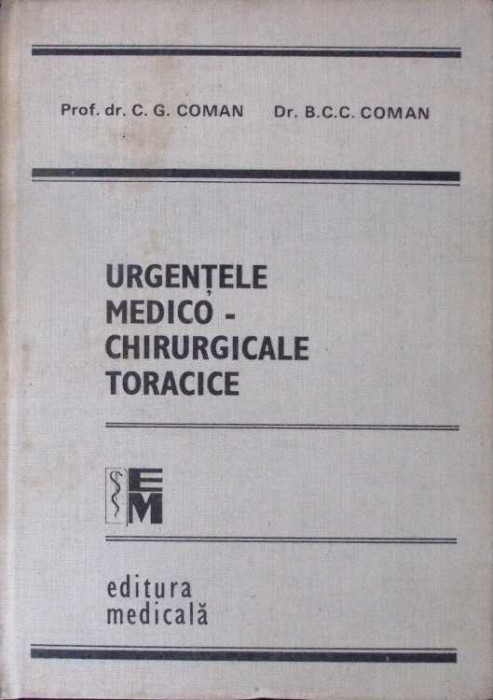 Prof. dr. C. G. COMAN Dr. B.C.C. COMAN
URGENȚELE
MEDICO -
CHIRURGICALE
TORACICE
EM
editura
medicală